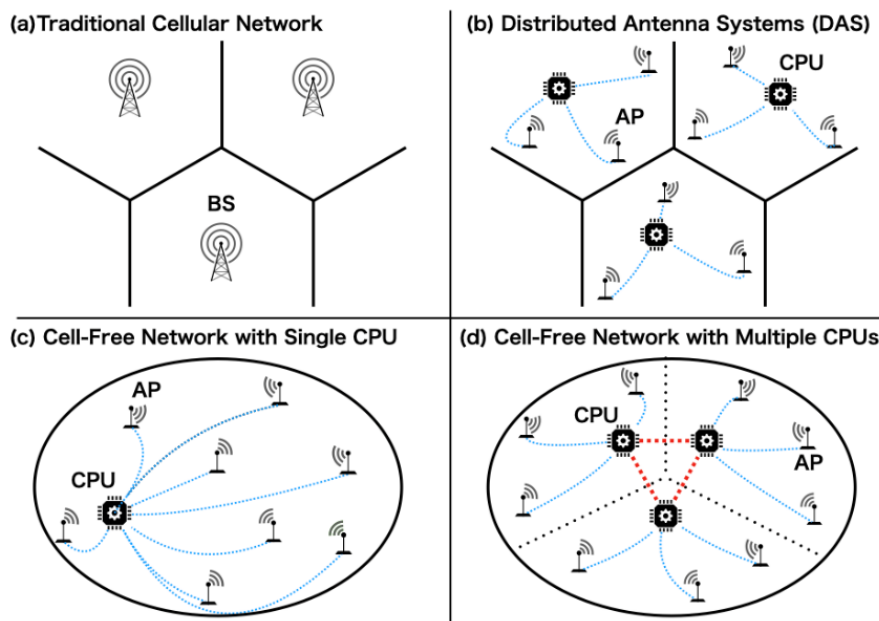 (a)Traditional Cellular Network
BS
(b) Distributed Antenna Systems (DAS)
CPU
AP
(c) Cell-Free Network with Single CPU
AP
CPU
(d) Cell-Free Network with Multiple CPUs
CPU
AP